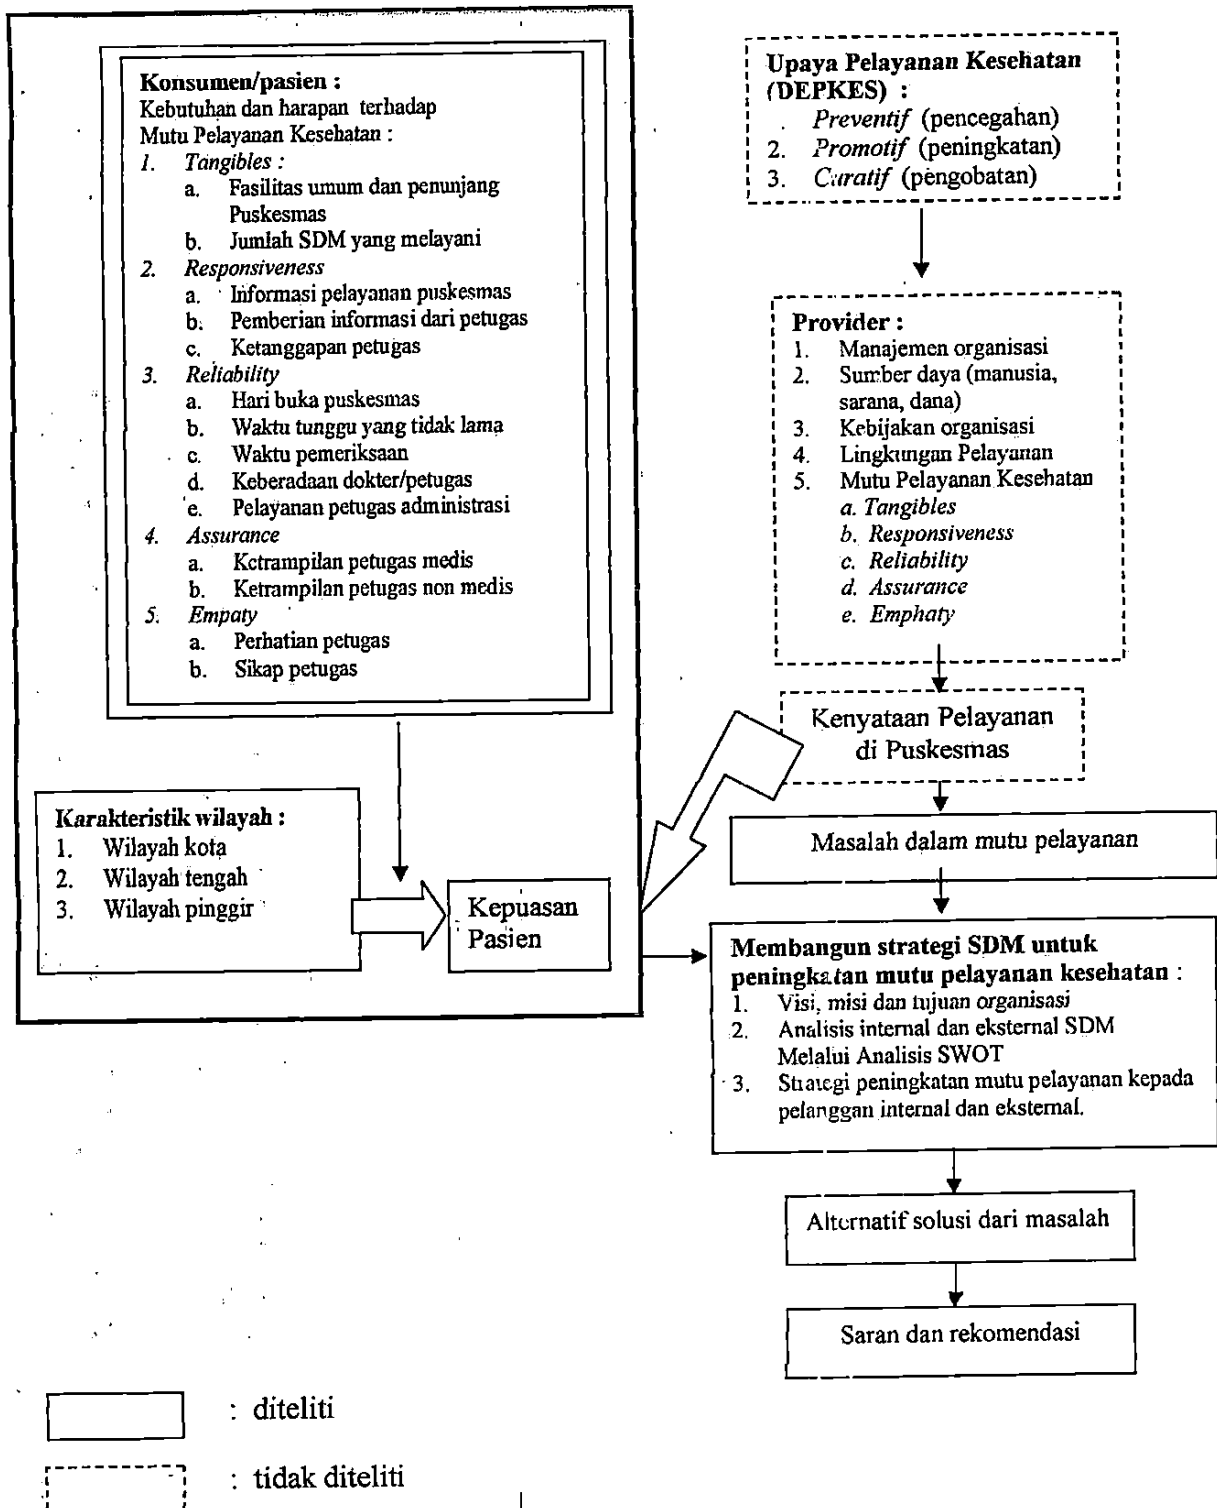 Konsumen/pasien :
Kebutuhan dan harapan terhadap
Mutu Pelayanan Kesehatan :
1. Tangibles :
a. Fasilitas umum dan penunjang
Puskesmas
b. Jumlah SDM yang melayani
2. Responsiveness
a. Informasi pelayanan puskesmas
b. Pemberian informasi dari petugas
c. Ketanggapan petugas
3. Reliability
a. Hari buka puskesmas
b. Waktu tunggu yang tidak lama
c. Waktu pemeriksaan
d. Keberadaan dokter/petugas
e. Pelayanan petugas administrasi
4. Assurance
a. Ketrampilan petugas medis
b. Ketrampilan petugas non medis
5. Empaty
a. Perhatian petugas
b. Sikap petugas
Karakteristik wilayah :
1. Wilayah kota
2. Wilayah tengah
3. Wilayah pinggir
Kepuasan
Pasien
Upaya Pelayanan Kesehatan
(DEPKES) :
. Preventif (pencegahan)
2. Promotif (peningkatan)
3. Curatif (pengobatan)
Provider :
1. Manajemen organisasi
2. Sumber daya (manusia,
sarana, dana)
3. Kebijakan organisasi
4. Lingkungan Pelayanan
5. Mutu Pelayanan Kesehatan
a. Tangibles
b. Responsiveness
c. Reliability
d. Assurance
e. Emphaty
Kenyataan Pelayanan
di Puskesmas
Masalah dalam mutu pelayanan
Membangun strategi SDM untuk
peningkatan mutu pelayanan kesehatan :
1. Visi, misi dan tujuan organisasi
2. Analisis internal dan eksternal SDM
Melalui Analisis SWOT
3. Strategi peningkatan mutu pelayanan kepada
pelanggan internal dan eksternal.
Alternatif solusi dari masalah
Saran dan rekomendasi
: diteliti
: tidak diteliti